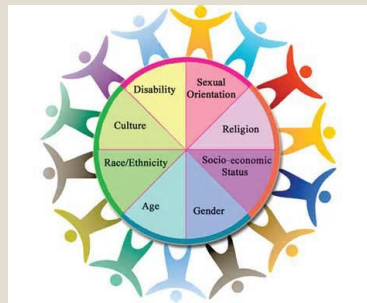 Disability
Sexual
Orientation
Culture
Religion
Race/Ethnicity
Socio-economic
Status
Age
Gender